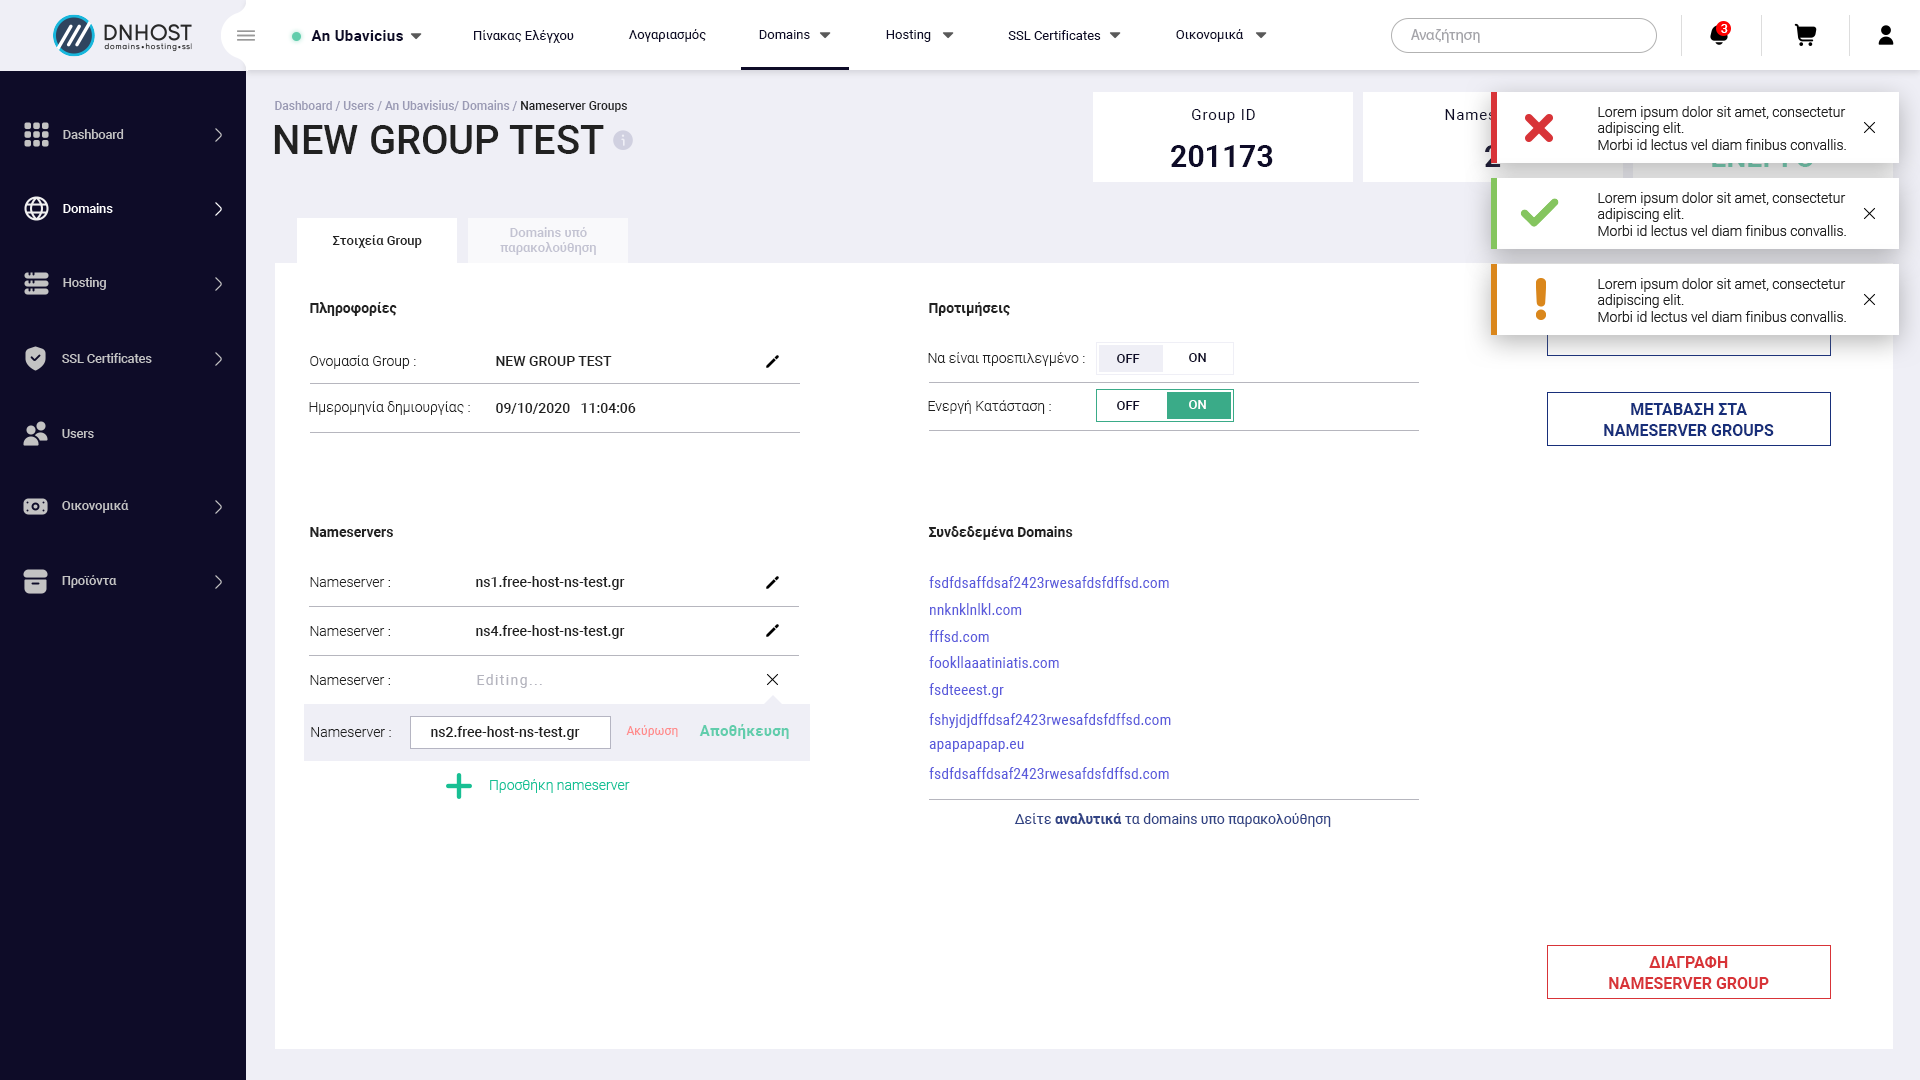 DNHOST
domains•hosting•ssl
An Ubavicius
Πίνακας Ελέγχου
Λογαριασμός
Domains
Hosting
SSL Certificates
Οικονομικά
Αναζήτηση
3
Dashboard
Domains
Hosting
SSL Certificates
Users
Οικονομικά
Προϊόντα
Dashboard / Users / An Ubavisius/ Domains / Nameserver Groups
NEW GROUP TEST
i
Group ID
201173
Names
2
Lorem ipsum dolor sit amet, consectetur
adipiscing elit.
Morbi id lectus vel diam finibus convallis.
Lorem ipsum dolor sit amet, consectetur
adipiscing elit.
Morbi id lectus vel diam finibus convallis.
Lorem ipsum dolor sit amet, consectetur
adipiscing elit.
Morbi id lectus vel diam finibus convallis.
Στοιχεία Group
Domains υπό
παρακολούθηση
Πληροφορίες
Ονομασία Group :
NEW GROUP TEST
Ημερομηνία δημιουργίας :
09/10/2020 11:04:06
Προτιμήσεις
Να είναι προεπιλεγμένο :
OFF
ON
Ενεργή Κατάσταση :
OFF
ON
ΜΕΤΑΒΑΣΗ ΣΤΑ
NAMESERVER GROUPS
Nameservers
Nameserver :
ns1.free-host-ns-test.gr
Nameserver :
ns4.free-host-ns-test.gr
Nameserver :
Editing...
Nameserver :
ns2.free-host-ns-test.gr
Ακύρωση
Αποθήκευση
Προσθήκη nameserver
Συνδεδεμένα Domains
fsdfdsaffdsaf2423rwesafdsfdffsd.com
nnknklnlkl.com
fffsd.com
fookllaaatiniatis.com
fsdteeest.gr
fshyjdjdffdsaf2423rwesafdsfdffsd.com
apapapapap.eu
fsdfdsaffdsaf2423rwesafdsfdffsd.com
Δείτε αναλυτικά τα domains υπο παρακολούθηση
ΔΙΑΓΡΑΦΗ
NAMESERVER GROUP